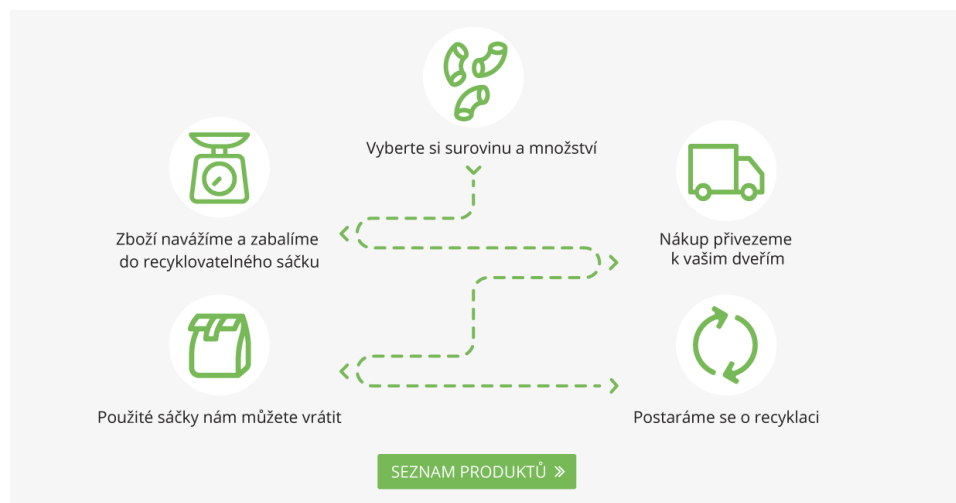 Vyberte si surovinu a množství
Zboží navážíme a zabalíme
do recyklovatelného sáčku
Nákup přivezeme
k vašim dveřím
Použité sáčky nám můžete vrátit
Postaráme se o recyklaci
SEZNAM PRODUKTŮ »